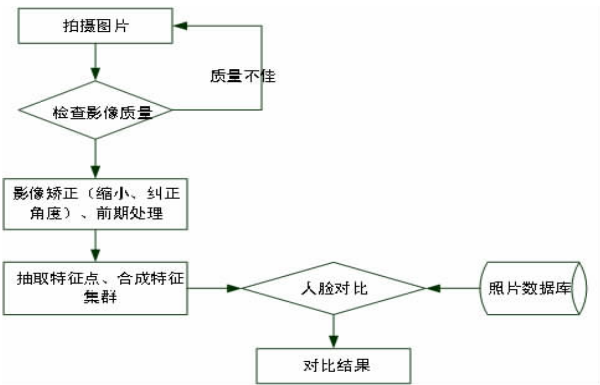 拍摄图片
质量不佳
检查影像质量
影像矫正（缩小、纠正
角度）、前期处理
抽取特征点、合成特征
集群
人脸对比
照片数据库
对比结果